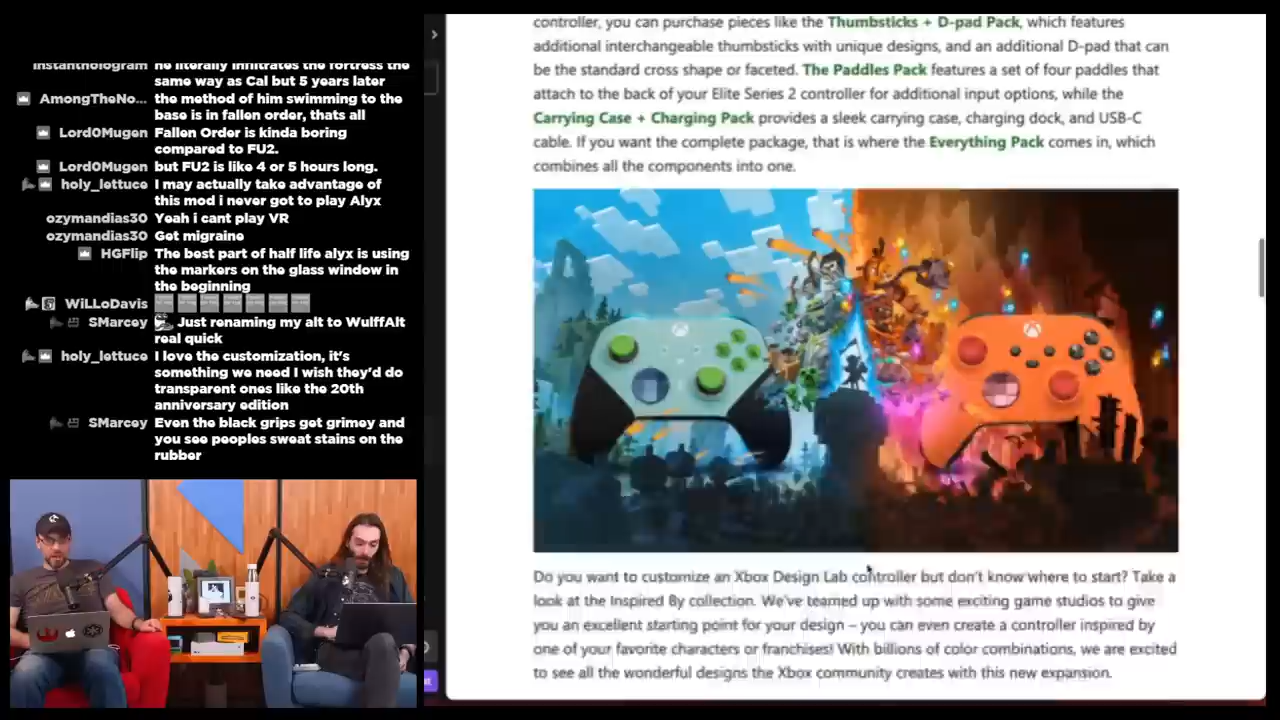 instanthologram he literally infiltrates the fortress the
same way as Cal but 5 years later
AmongTheNo... the method of him swimming to the
base is in fallen order, thats all
Lord0Mugen Fallen Order is kinda boring
compared to FU2.
Lord0Mugen but FU2 is like 4 or 5 hours long.
holy_lettuce I may actually take advantage of
this mod i never got to play Alyx
ozymandias30 Yeah i cant play VR
ozymandias30 Get migraine
HGFlip The best part of half life alyx is using
the markers on the glass window in
the beginning
WiLLoDavis
SMarcey Just renaming my alt to WulffAlt
real quick
holy_lettuce I love the customization, it's
something we need I wish they'd do
transparent ones like the 20th
anniversary edition
SMarcey Even the black grips get grimey and
you see peoples sweat stains on the
rubber
controller, you can purchase pieces like the Thumbsticks + D-pad Pack, which features
additional interchangeable thumbsticks with unique designs, and an additional D-pad that can
be the standard cross shape or faceted. The Paddles Pack features a set of four paddles that
attach to the back of your Elite Series 2 controller for additional input options, while the
Carrying Case + Charging Pack provides a sleek carrying case, charging dock, and USB-C
cable. If you want the complete package, that is where the Everything Pack comes in, which
combines all the components into one.
Do you want to customize an Xbox Design Lab controller but don't know where to start? Take a
look at the Inspired By collection. We've teamed up with some exciting game studios to give
you an excellent starting point for your design – you can even create a controller inspired by
one of your favorite characters or franchises! With billions of color combinations, we are excited
to see all the wonderful designs the Xbox community creates with this new expansion.